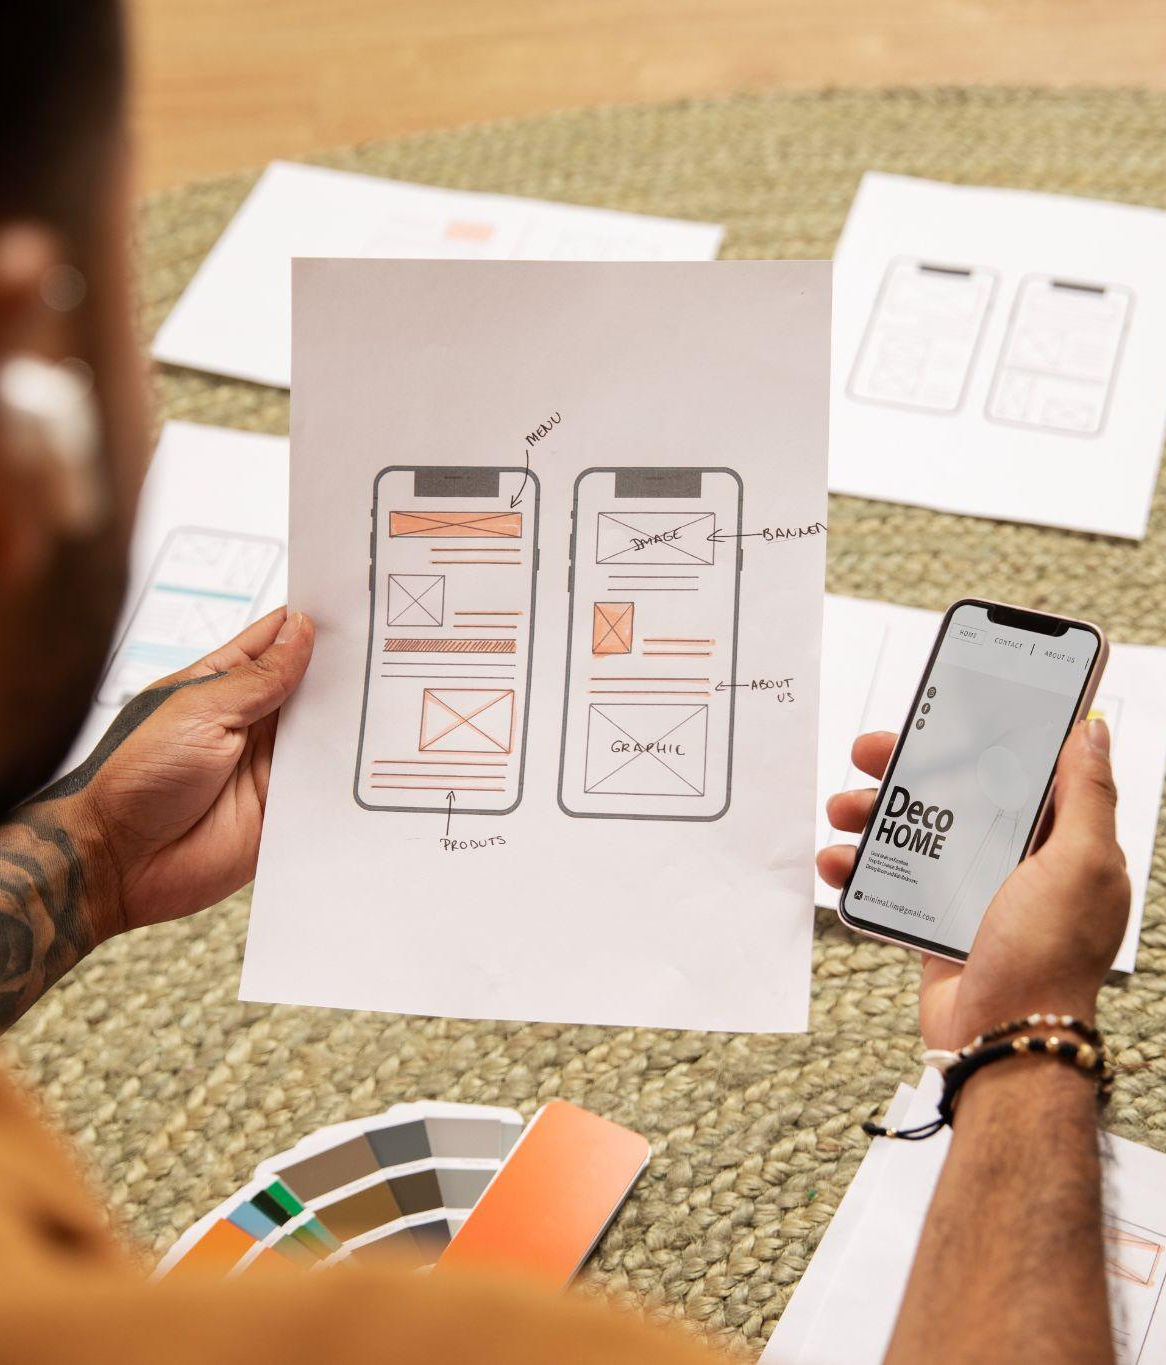 MENU
IMAGE
BANNER
ABOUT
US
GRAPHIC
PRODUTS
HOME
CONTACT
ABOUT US
Deco
HOME
minimal.lim@gmail.com